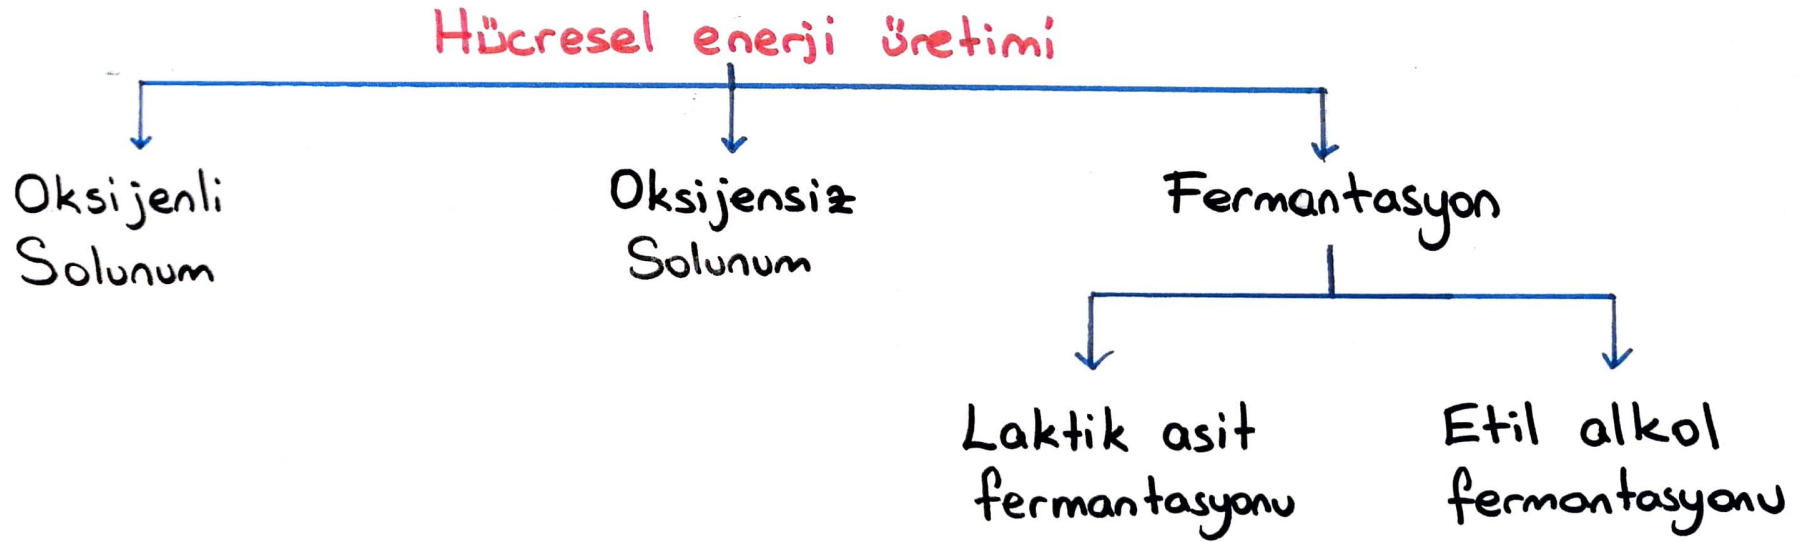 Hücresel enerji üretimi
Oksijenli
Solunum
Oksijensiz
Solunum
Fermantasyon
Laktik asit
fermantasyonu
Etil alkol
fermantasyonu